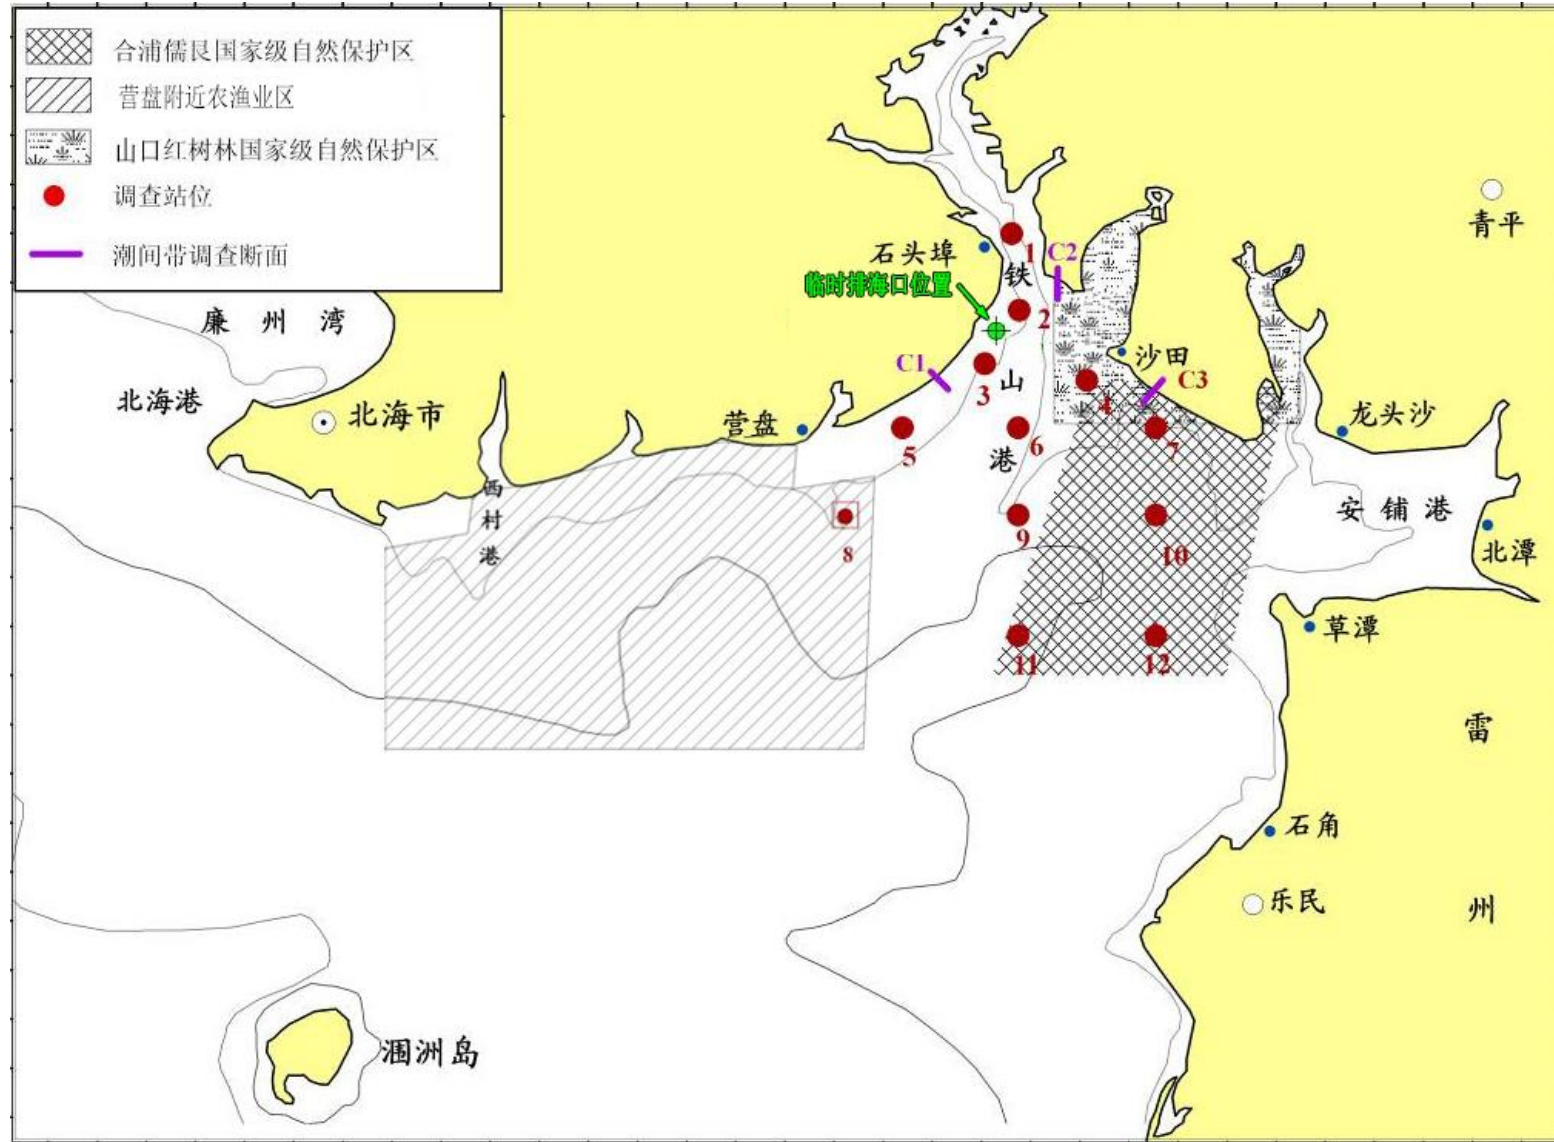 合浦儒艮国家级自然保护区
营盘附近农渔业区
山口红树林国家级自然保护区
调查站位
潮间带调查断面
青平
石头埠
1
C2
铁
临时排海口位置
2
廉州湾
沙田
C1
3
山
4
C3
北海港
北海市
营盘
龙头沙
5
6
7
港
西村港
8
9
10
安铺港
北潭
草潭
11
12
雷
石角
乐民
州
涠洲岛